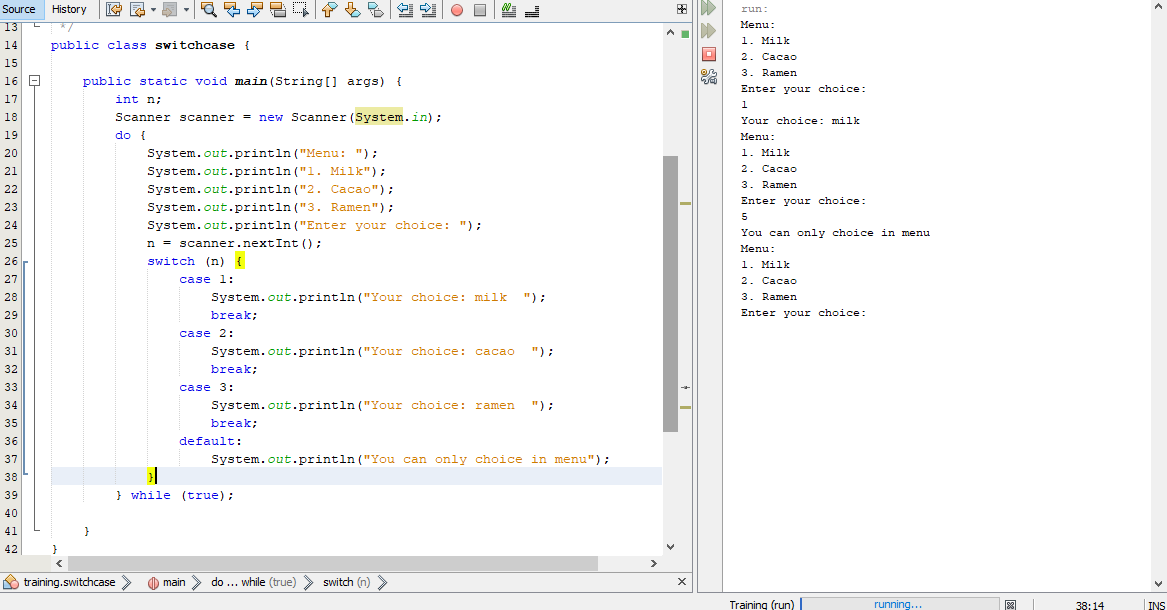 Source History
13 */
14 public class switchcase {
15
16 public static void main(String[] args) {
17 int n;
18 Scanner scanner = new Scanner(System.in);
19 do {
20 System.out.println("Menu: ");
21 System.out.println("1. Milk");
22 System.out.println("2. Cacao");
23 System.out.println("3. Ramen");
24 System.out.println("Enter your choice: ");
25 n = scanner.nextInt();
26 switch (n) {
27 case 1:
28 System.out.println("Your choice: milk  ");
29 break;
30 case 2:
31 System.out.println("Your choice: cacao  ");
32 break;
33 case 3:
34 System.out.println("Your choice: ramen  ");
35 break;
36 default:
37 System.out.println("You can only choice in menu");
38 }
39 } while (true);
40
41 }
42 }
training.switchcase main do ... while (true) switch (n)
run:
Menu:
1. Milk
2. Cacao
3. Ramen
Enter your choice:
1
Your choice: milk
Menu:
1. Milk
2. Cacao
3. Ramen
Enter your choice:
5
You can only choice in menu
Menu:
1. Milk
2. Cacao
3. Ramen
Enter your choice:
Training (run) running... 38:14 INS